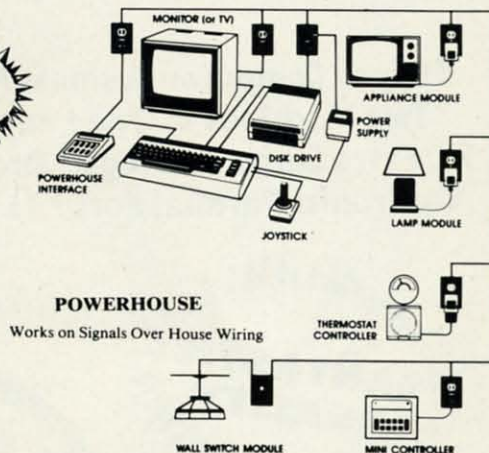 MONITOR (or TV)
APPLIANCE MODULE
POWER
SUPPLY
DISK DRIVE
POWERHOUSE
INTERFACE
LAMP MODULE
JOYSTICK
POWERHOUSE
Works on Signals Over House Wiring
THERMOSTAT
CONTROLLER
WALL SWITCH MODULE
MINI CONTROLLER